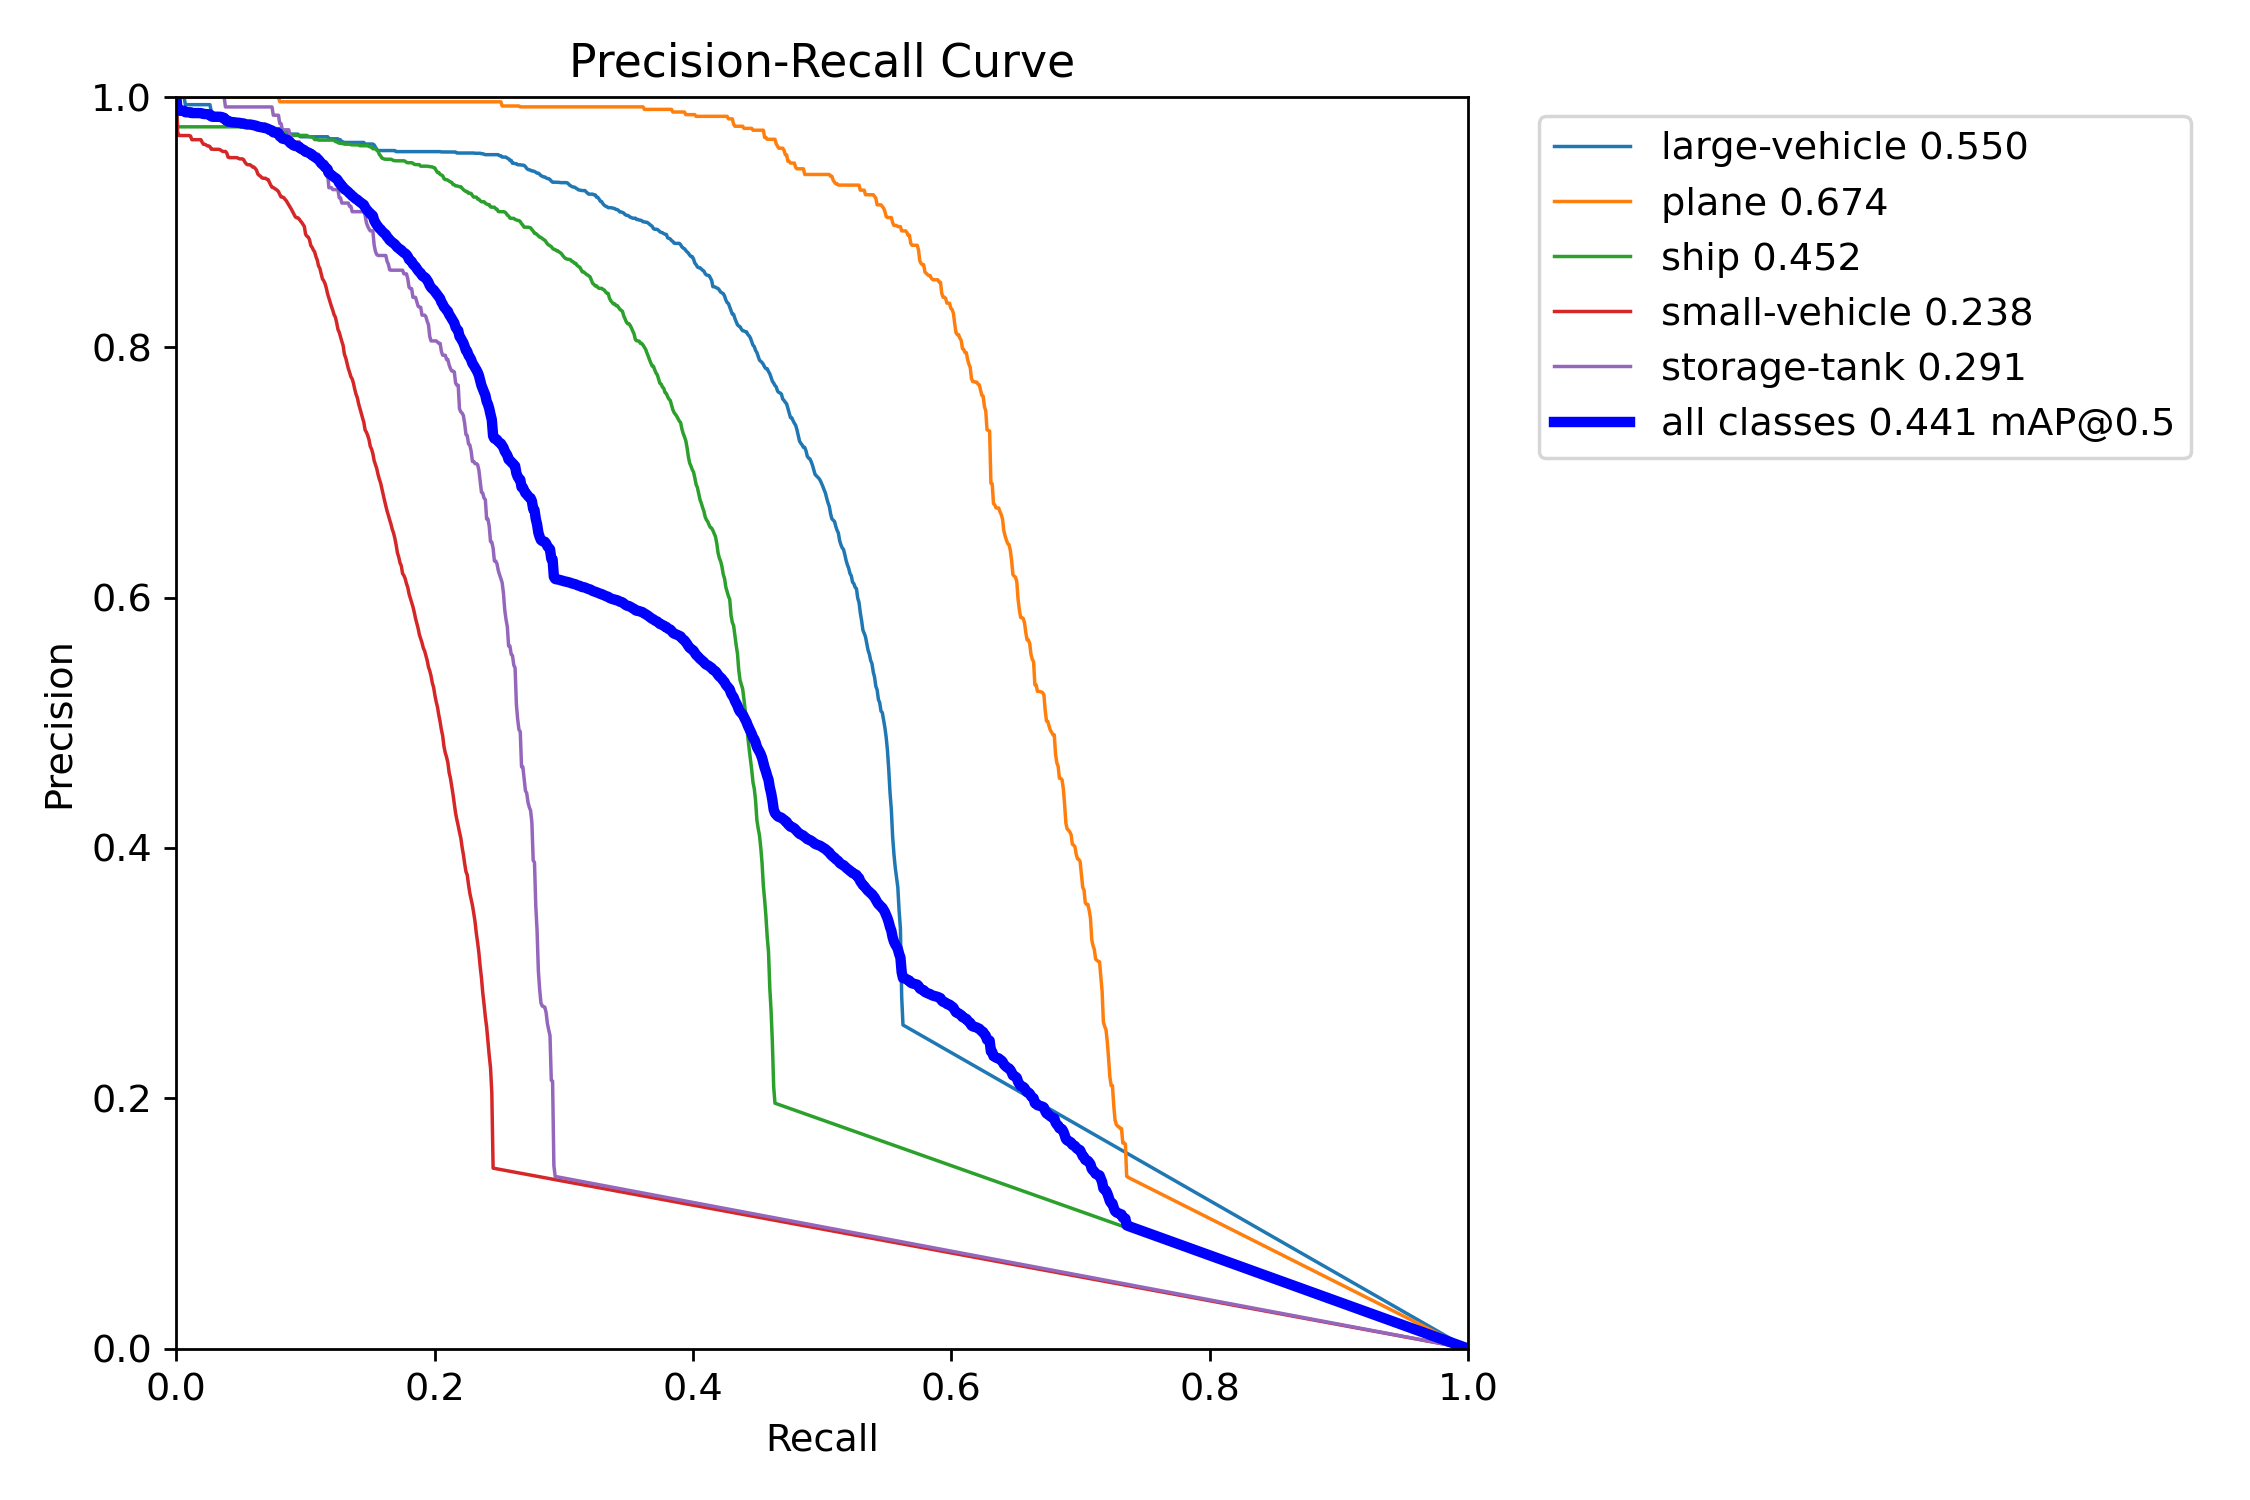 Precision-Recall Curve
1.0
0.8
0.6
0.4
0.2
0.0
Precision
0.0 0.2 0.4 0.6 0.8 1.0
Recall
large-vehicle 0.550
plane 0.674
ship 0.452
small-vehicle 0.238
storage-tank 0.291
all classes 0.441 mAP@0.5